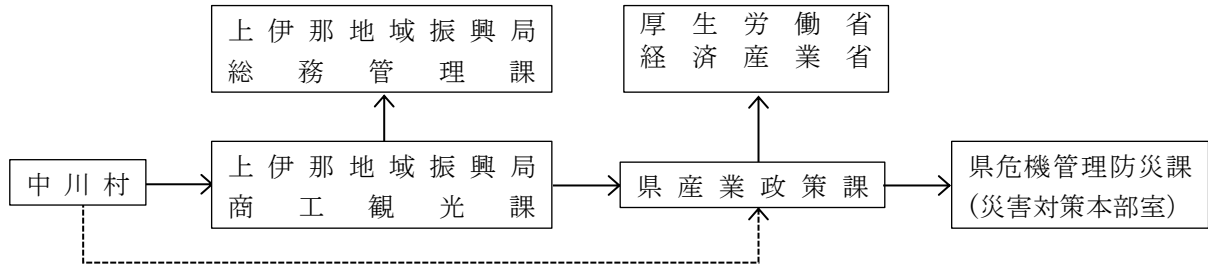 上伊那地域振興局
総務管理課
厚生労働省
経済産業省
中川村
上伊那地域振興局
商工観光課
県産業政策課
県危機管理防災課
(災害対策本部室)